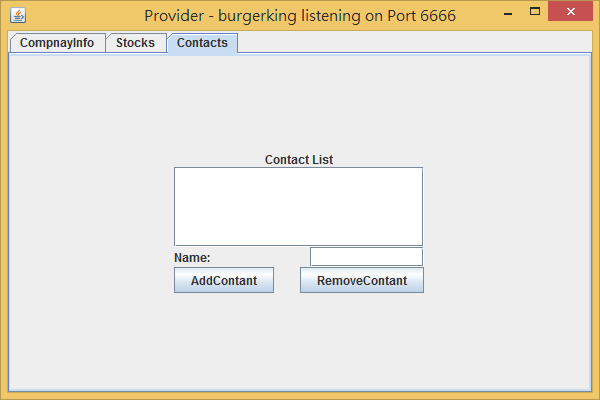 Provider - burgerking listening on Port 6666
CompnayInfo Stocks Contacts
Contact List
Name:
AddContant RemoveContant